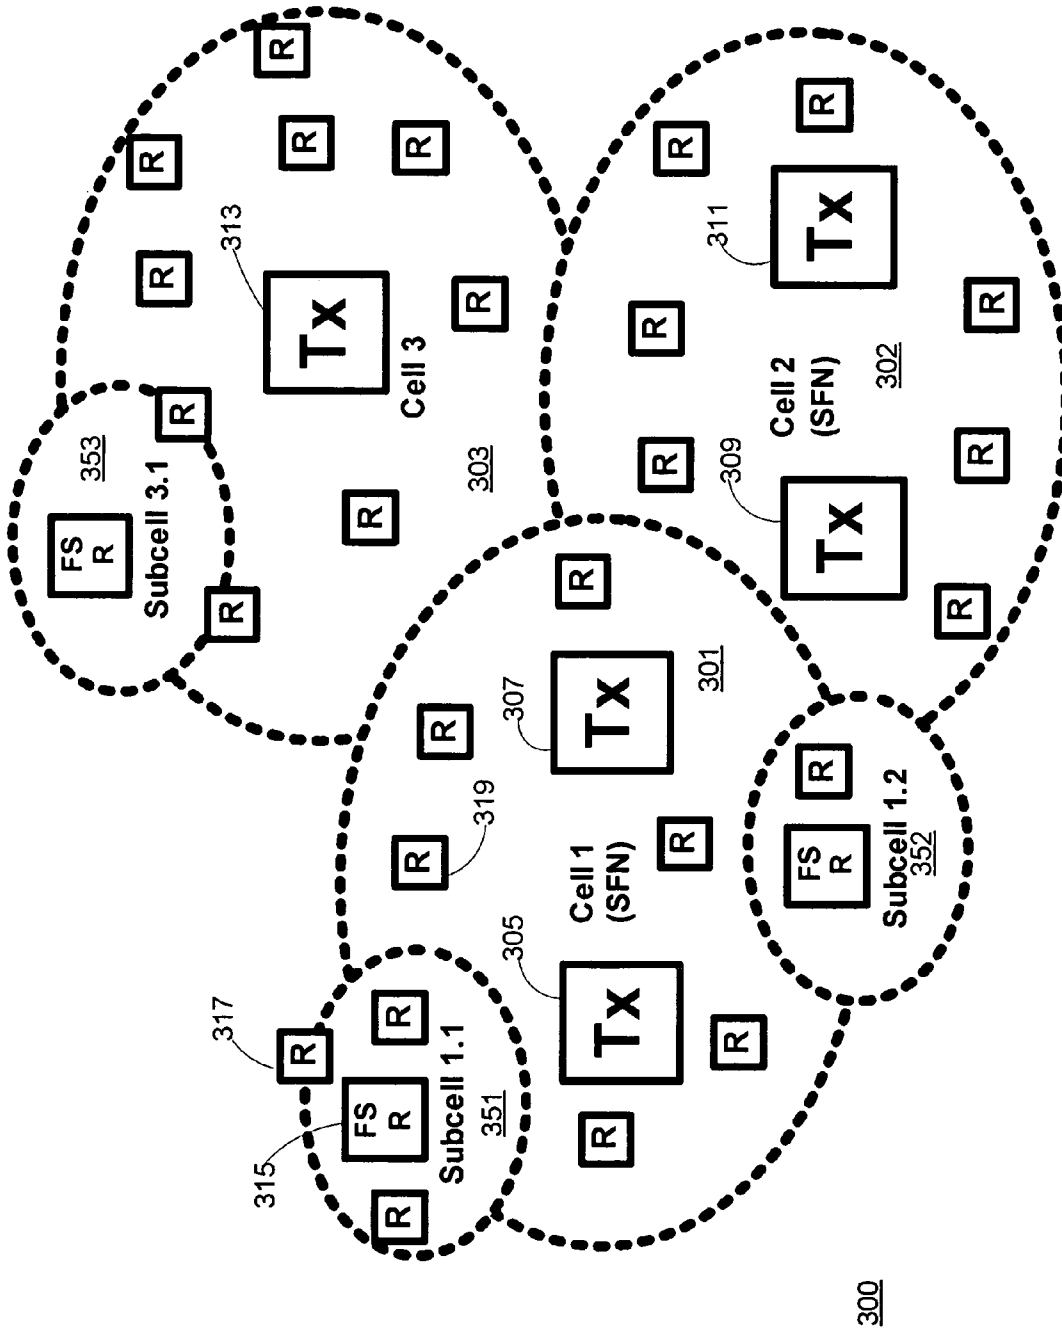 FS
R
353
Subcell 3.1
R
R
R
R
R
R
313
Tx
Cell 3
R
R
R
303
317
R
315
FS
R
R
R
Subcell 1.1
351
R
319
R
305
Tx
307
Tx
R
Cell 1
(SFN)
301
R
R
R
R
R
R
R
309
Tx
311
Tx
Cell 2
(SFN)
302
R
R
R
FS
R
R
Subcell 1.2
352
300